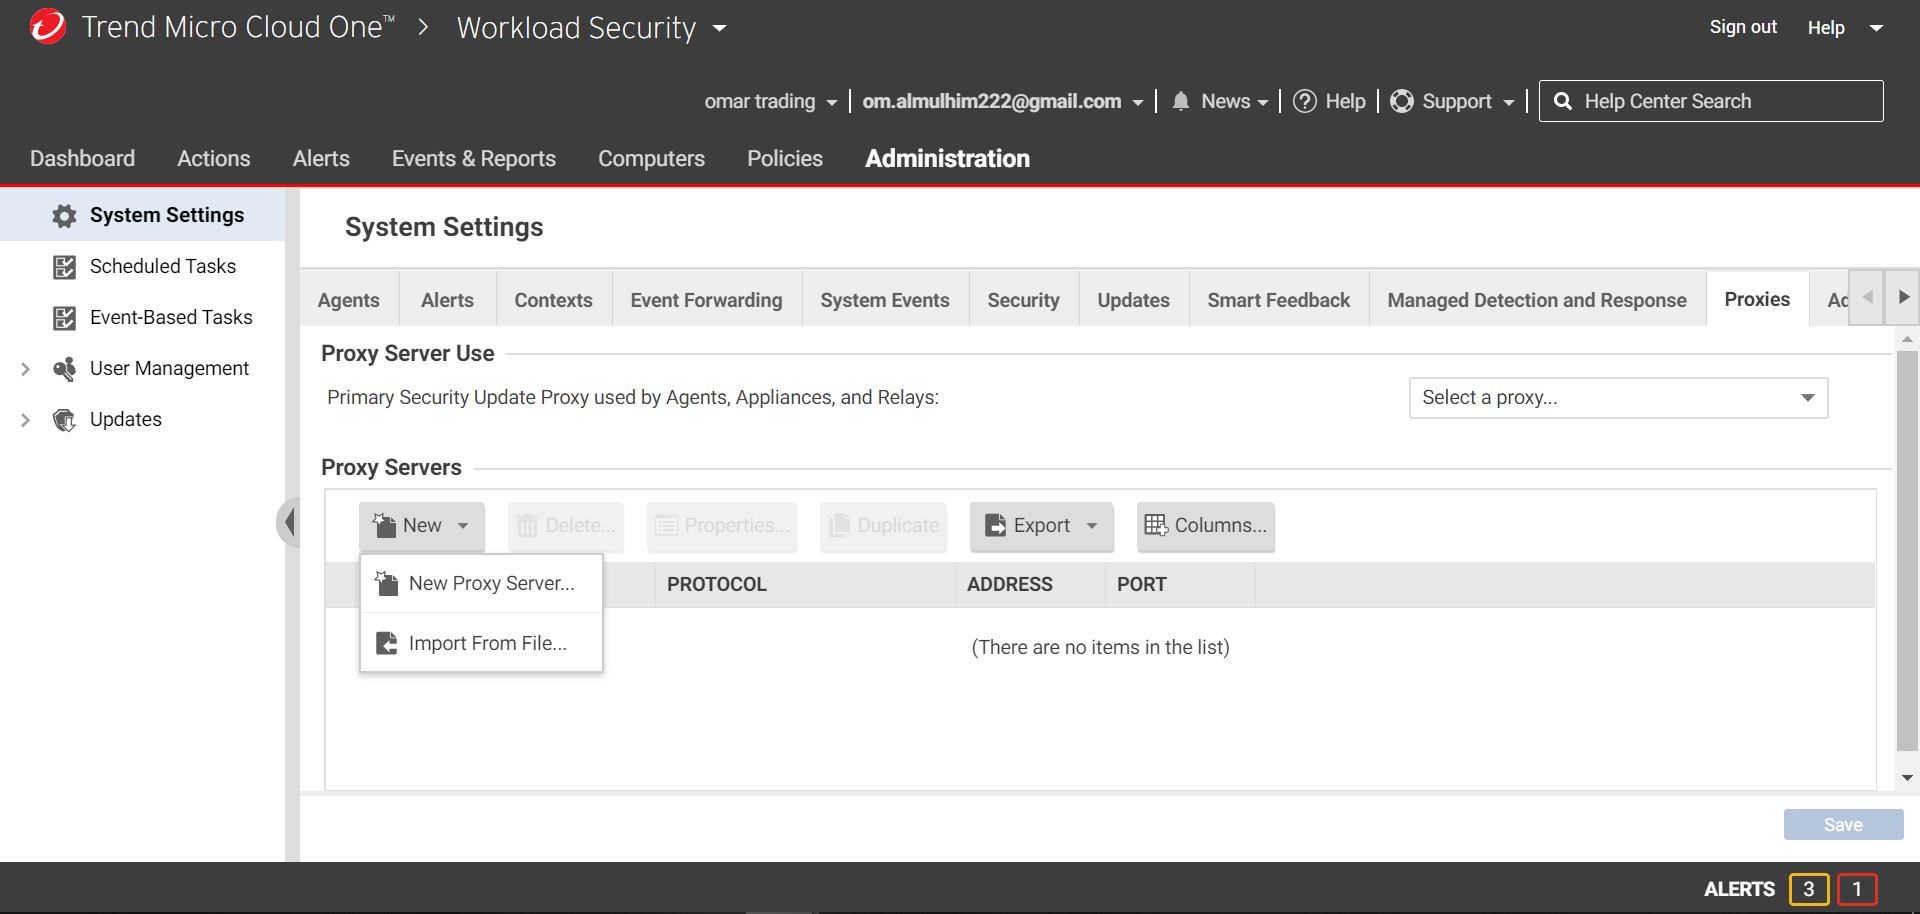 Trend Micro Cloud One™ > Workload Security
Sign out Help
omar trading
om.almulhim222@gmail.com
News
Help
Support
Help Center Search
Dashboard Actions Alerts Events & Reports Computers Policies Administration
System Settings
Scheduled Tasks
Event-Based Tasks
User Management
Updates
System Settings
Agents Alerts Contexts Event Forwarding System Events Security Updates Smart Feedback Managed Detection and Response Proxies
Proxy Server Use
Primary Security Update Proxy used by Agents, Appliances, and Relays:
Select a proxy...
Proxy Servers
New Delete... Properties... Duplicate Export Columns...
New Proxy Server...
Import From File...
PROTOCOL ADDRESS PORT
(There are no items in the list)
Save
ALERTS 3 1